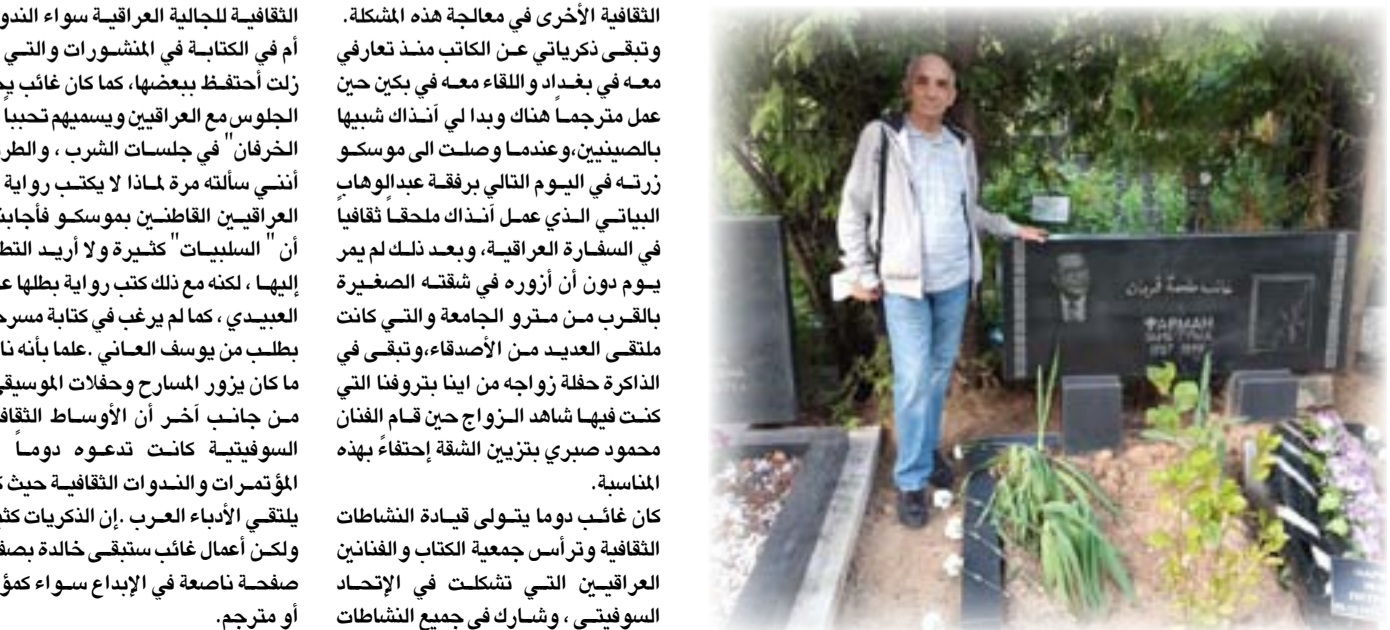 الثقافية الأخرى في معالجة هذه المشكلة.
وتبقى ذكرياتي عن الكاتب منذ تعارفي
معه في بغداد واللقاء معه في بكين حين
عمل مترجماً هناك وبدا لي آنذاك شبيها
بالصينيين،وعندما وصلت الى موسكو
زرته في اليوم التالي برفقة عبدالوهاب
البياتي الذي عمل آنذاك ملحقاً ثقافياً
في السفارة العراقية، وبعد ذلك لم يمر
يوم دون أن أزوره في شقته الصغيرة
بالقرب من مترو الجامعة والتي كانت
ملتقى العديد من الأصدقاء،وتبقى في
الذاكرة حفلة زواجه من اينا بتروفنا التي
كنت فيها شاهد الزواج حين قام الفنان
محمود صبري بتزيين الشقة إحتفاءً بهذه
المناسبة.
كان غائب دوما يتولى قيادة النشاطات
الثقافية وترأس جمعية الكتاب والفنانين
العراقيين التي تشكلت في الإتحاد
السوفيتي ، وشارك في جميع النشاطات
الثقافية للجالية العراقية سواء الندو
أم في الكتابة في المنشورات والتي
زلت أحتفظ ببعضها، كما كان غائب يح
الجلوس مع العراقيين ويسميهم تحبباً
الخرفان" في جلسات الشرب ، والطر
أنني سألته مرة لماذا لا يكتب رواية
العراقيين القاطنين بموسكو فأجابن
أن " السلبيات" كثيرة ولا أريد التط
إليها ، لكنه مع ذلك كتب رواية بطلها ع
العبيدي ، كما لم يرغب في كتابة مسرح
بطلب من يوسف العاني .علما بأنه نا
ما كان يزور المسارح وحفلات الموسيق
من جانب آخر أن الأوساط الثقاف
السوفيتية كانت تدعوه دوماً
المؤتمرات والندوات الثقافية حيث ك
يلتقي الأدباء العرب .إن الذكريات كث
ولكن أعمال غائب ستبقى خالدة بصف
صفحة ناصعة في الإبداع سواء كمؤ
أو مترجم.
غائب طعمة فرمان
ФАРМАН